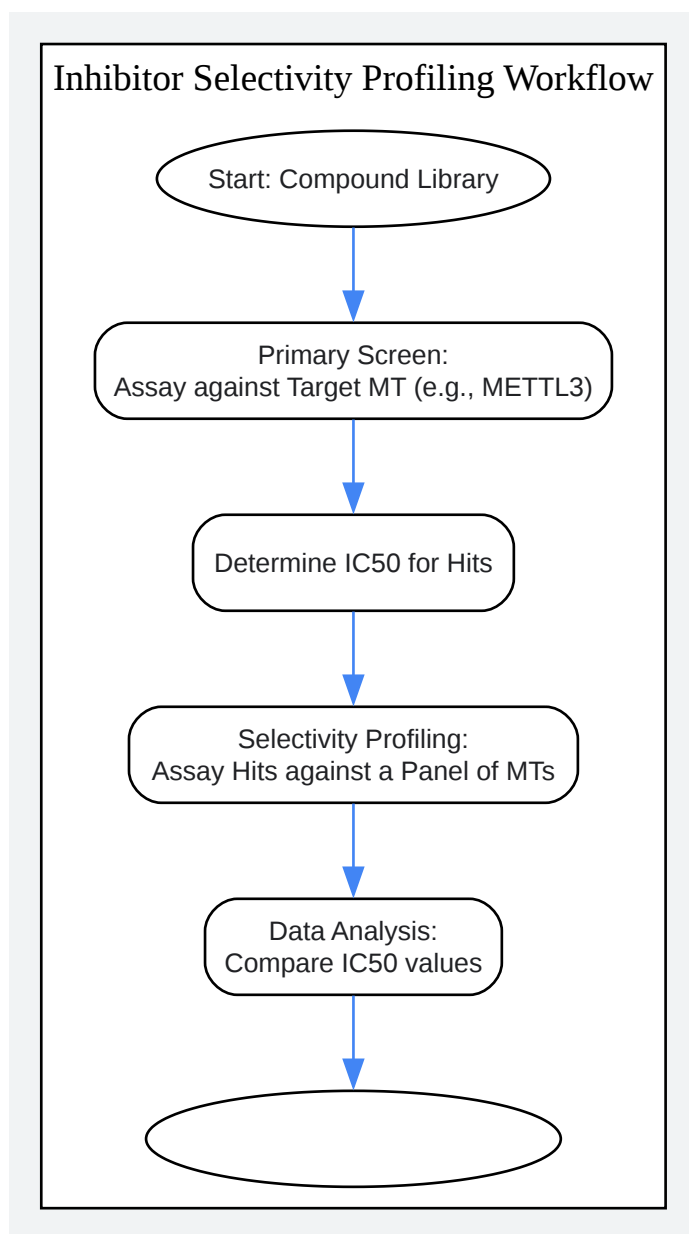 Inhibitor Selectivity Profiling Workflow
Start: Compound Library
Primary Screen:
Assay against Target MT (e.g., METTL3)
Determine IC50 for Hits
Selectivity Profiling:
Assay Hits against a Panel of MTs
Data Analysis:
Compare IC50 values